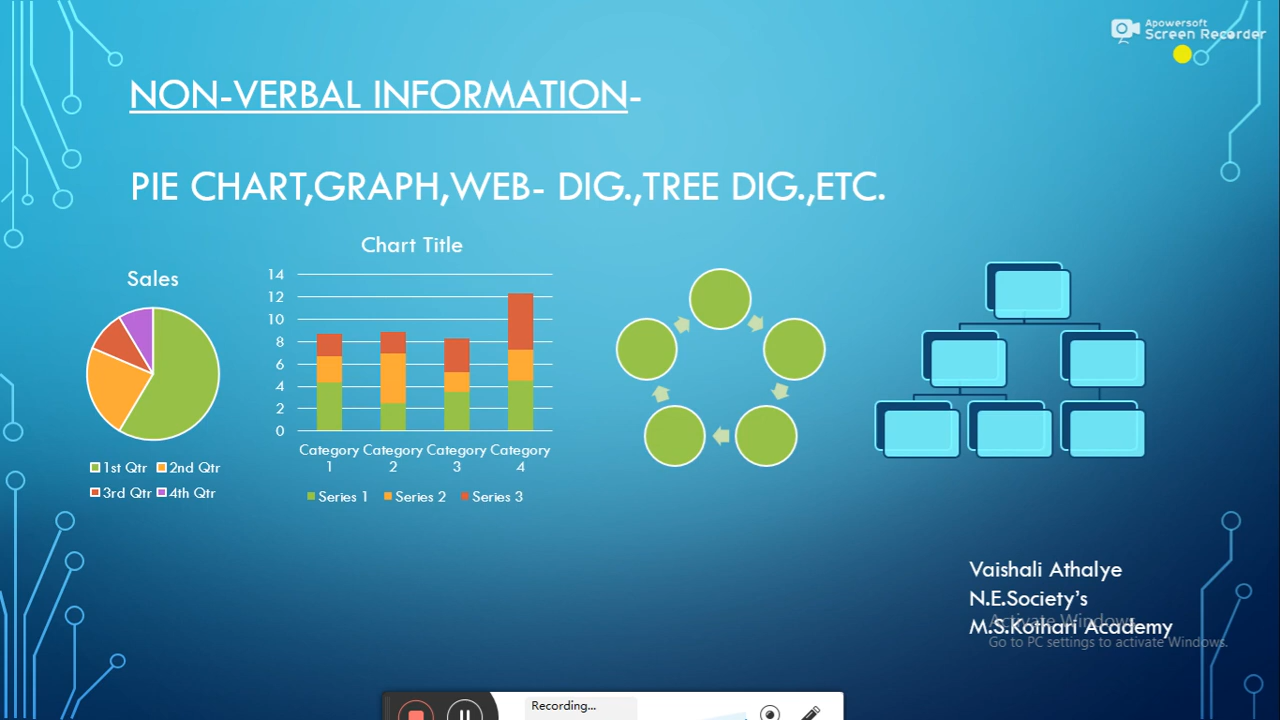 Apowersoft
Screen Recorder
NON-VERBAL INFORMATION-
PIE CHART,GRAPH,WEB- DIG.,TREE DIG.,ETC.
Sales
1st Qtr 2nd Qtr
3rd Qtr 4th Qtr
Chart Title
14
12
10
8
6
4
2
0
Category 1 Category 2 Category 3 Category 4
Series 1 Series 2 Series 3
Vaishali Athalye
N.E.Society's
M.S.Kothari Academy
Activate Windows
Go to PC settings to activate Windows.
Recording...